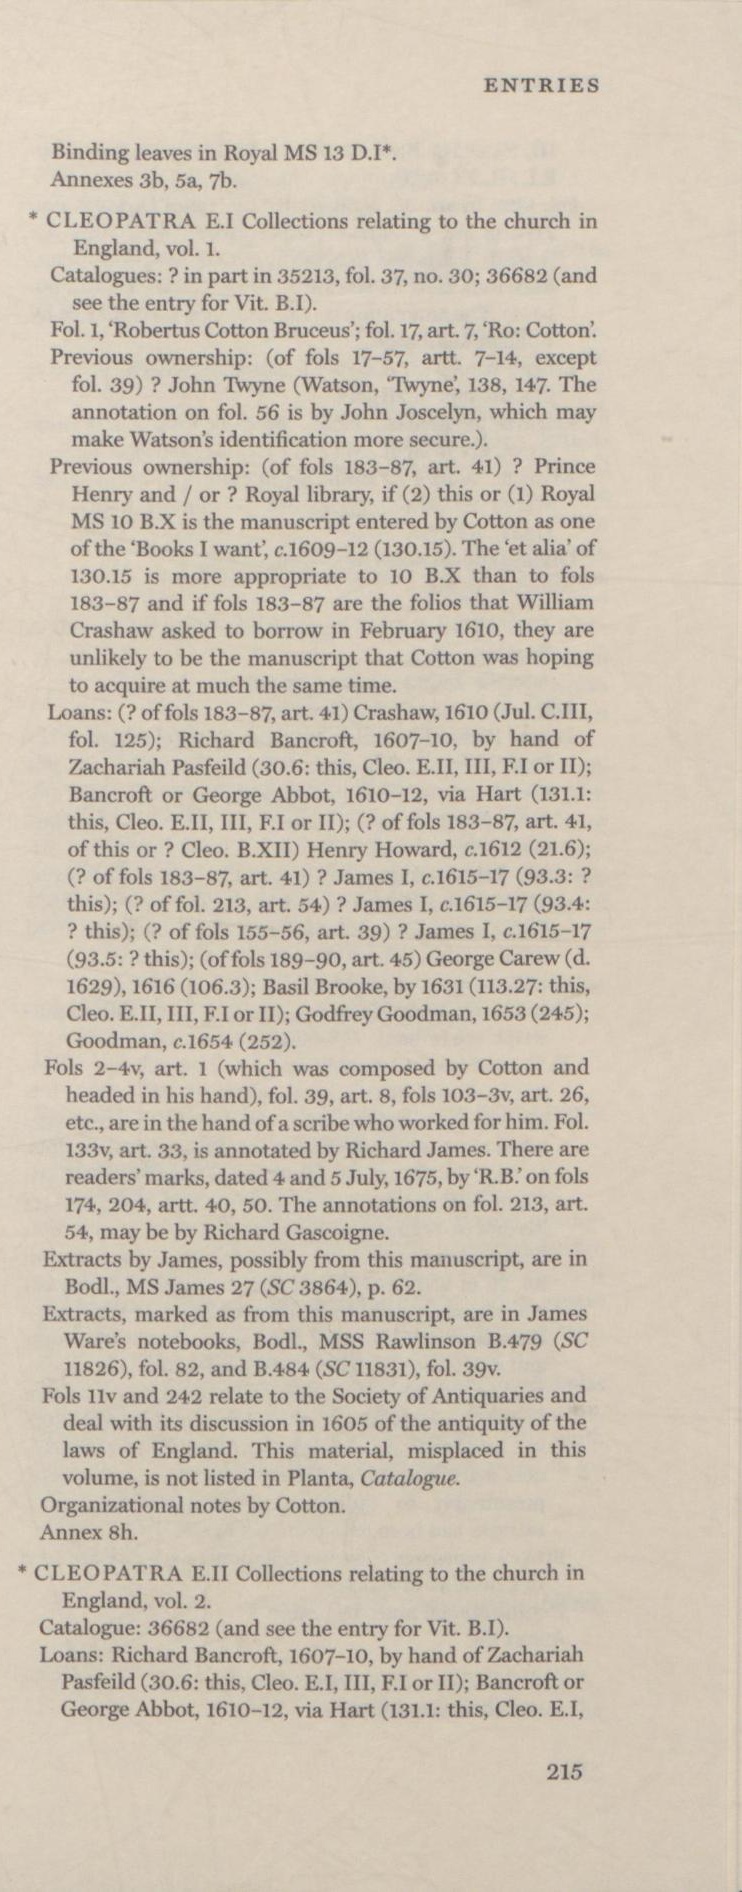 ENTRIES
Binding leaves in Royal MS 13 D.I*.
Annexes 3b, 5a, 7b.
* CLEOPATRA E.I Collections relating to the church in
England, vol. 1.
Catalogues: ? in part in 35213, fol. 37, no. 30; 36682 (and
see the entry for Vit. B.I).
Fol. 1, ‘Robertus Cotton Bruceus’; fol. 17, art. 7, ‘Ro: Cotton’.
Previous ownership: (of fols 17–57, artt. 7–14, except
fol. 39) ? John Twyne (Watson, ‘Twyne’, 138, 147. The
annotation on fol. 56 is by John Joscelyn, which may
make Watson’s identification more secure.).
Previous ownership: (of fols 183–87, art. 41) ? Prince
Henry and / or ? Royal library, if (2) this or (1) Royal
MS 10 B.X is the manuscript entered by Cotton as one
of the ‘Books I want’, c.1609–12 (130.15). The ‘et alia’ of
130.15 is more appropriate to 10 B.X than to fols
183–87 and if fols 183–87 are the folios that William
Crashaw asked to borrow in February 1610, they are
unlikely to be the manuscript that Cotton was hoping
to acquire at much the same time.
Loans: (? of fols 183–87, art. 41) Crashaw, 1610 (Jul. C.III,
fol. 125); Richard Bancroft, 1607–10, by hand of
Zachariah Pasfeild (30.6: this, Cleo. E.II, III, F.I or II);
Bancroft or George Abbot, 1610–12, via Hart (131.1:
this, Cleo. E.II, III, F.I or II); (? of fols 183–87, art. 41,
of this or ? Cleo. B.XII) Henry Howard, c.1612 (21.6);
(? of fols 183–87, art. 41) ? James I, c.1615–17 (93.3: ?
this); (? of fol. 213, art. 54) ? James I, c.1615–17 (93.4:
? this); (? of fols 155–56, art. 39) ? James I, c.1615–17
(93.5: ? this); (of fols 189–90, art. 45) George Carew (d.
1629), 1616 (106.3); Basil Brooke, by 1631 (113.27: this,
Cleo. E.II, III, F.I or II); Godfrey Goodman, 1653 (245);
Goodman, c.1654 (252).
Fols 2–4v, art. 1 (which was composed by Cotton and
headed in his hand), fol. 39, art. 8, fols 103–3v, art. 26,
etc., are in the hand of a scribe who worked for him. Fol.
133v, art. 33, is annotated by Richard James. There are
readers’ marks, dated 4 and 5 July, 1675, by ‘R.B.’ on fols
174, 204, artt. 40, 50. The annotations on fol. 213, art.
54, may be by Richard Gascoigne.
Extracts by James, possibly from this manuscript, are in
Bodl., MS James 27 (SC 3864), p. 62.
Extracts, marked as from this manuscript, are in James
Ware’s notebooks, Bodl., MSS Rawlinson B.479 (SC
11826), fol. 82, and B.484 (SC 11831), fol. 39v.
Fols 11v and 242 relate to the Society of Antiquaries and
deal with its discussion in 1605 of the antiquity of the
laws of England. This material, misplaced in this
volume, is not listed in Planta, Catalogue.
Organizational notes by Cotton.
Annex 8h.
* CLEOPATRA E.II Collections relating to the church in
England, vol. 2.
Catalogue: 36682 (and see the entry for Vit. B.I).
Loans: Richard Bancroft, 1607–10, by hand of Zachariah
Pasfeild (30.6: this, Cleo. E.I, III, F.I or II); Bancroft or
George Abbot, 1610–12, via Hart (131.1: this, Cleo. E.I,
215